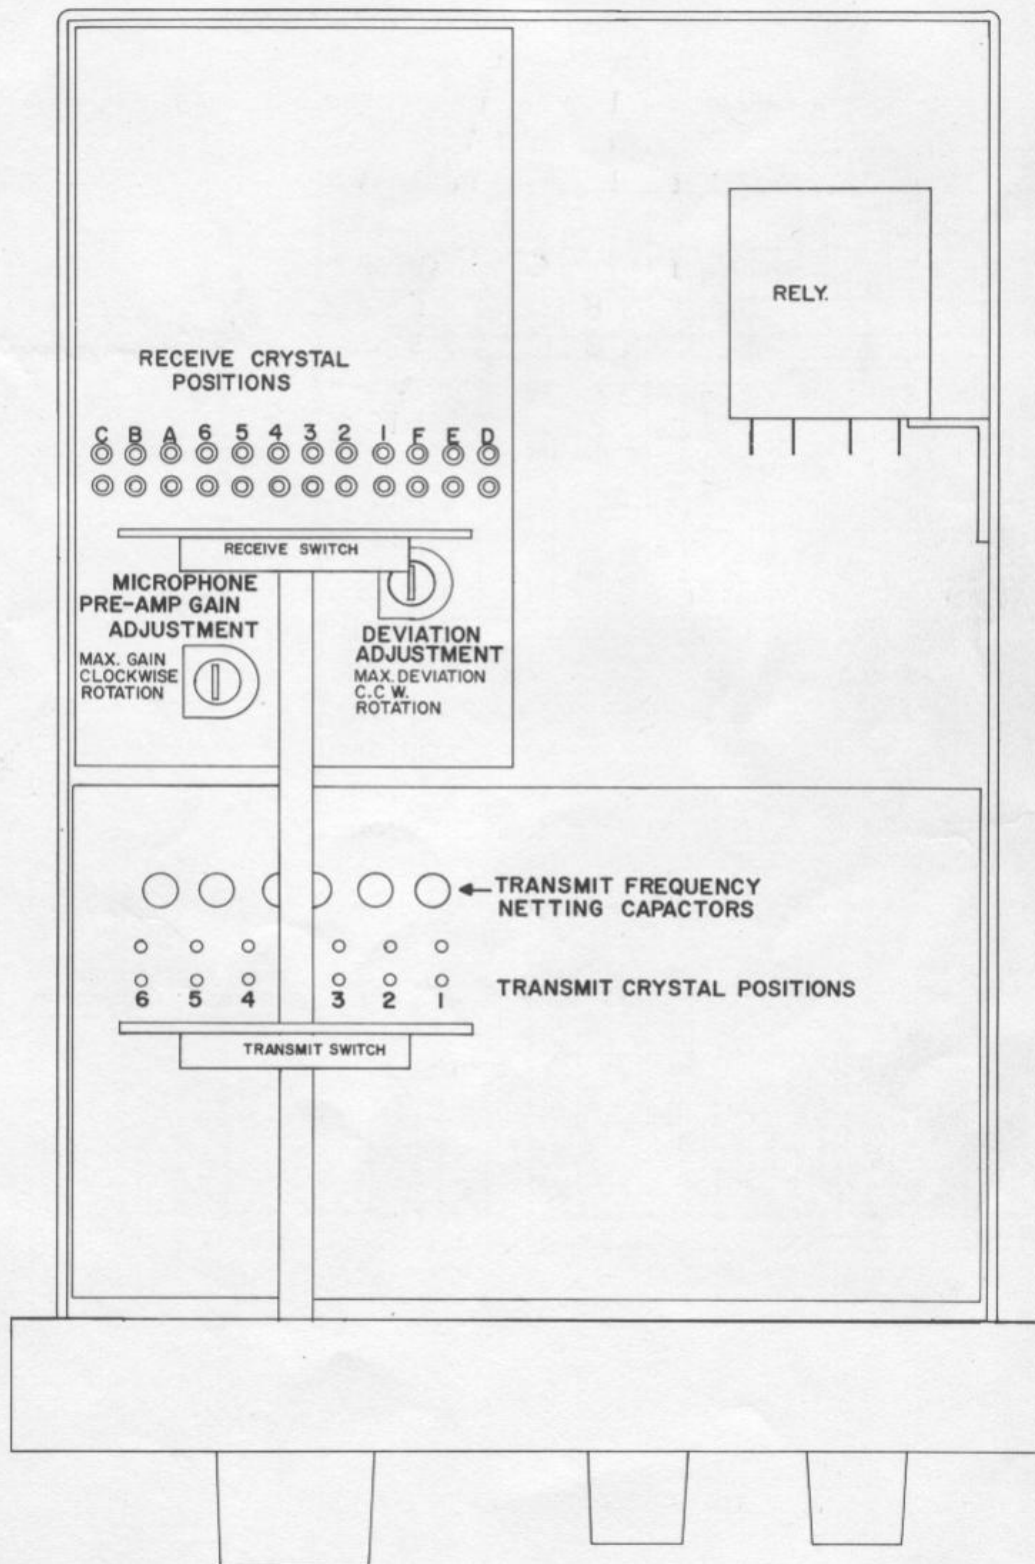 RELY.
RECEIVE CRYSTAL
POSITIONS
C B A 6 5 4 3 2 1 F E D
RECEIVE SWITCH
MICROPHONE
PRE-AMP GAIN
ADJUSTMENT
MAX. GAIN
CLOCKWISE
ROTATION
DEVIATION
ADJUSTMENT
MAX. DEVIATION
C.C W.
ROTATION
TRANSMIT FREQUENCY
NETTING CAPACTORS
6 5 4 3 2 1
TRANSMIT CRYSTAL POSITIONS
TRANSMIT SWITCH